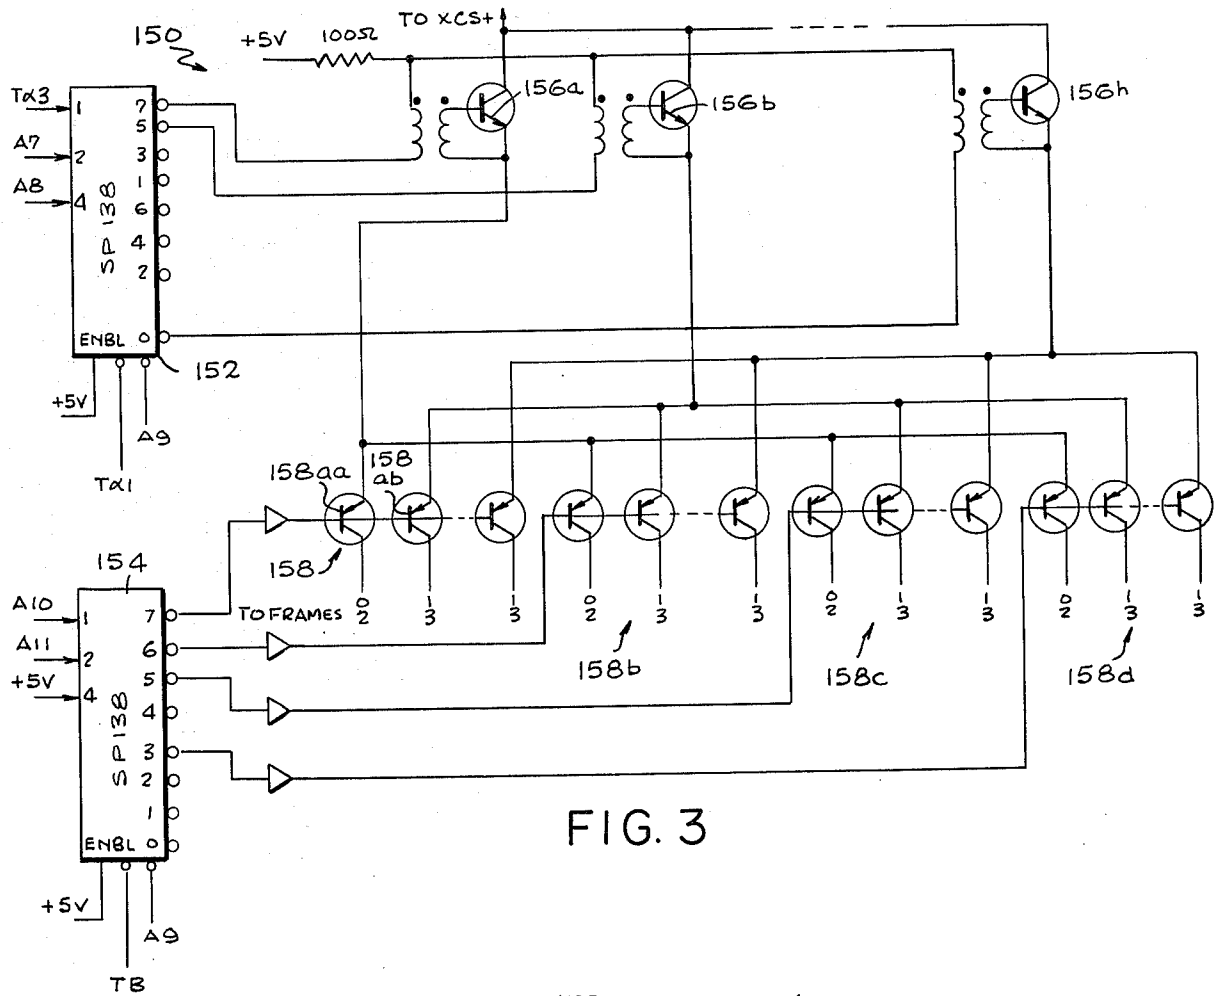 TO XCS+
150
+5V
100Ω
156a
156b
156h
Tα3
A7
A8
1
2
4
SP138
7
5
3
1
6
4
2
0
ENBL
152
+5V
A9
Tα1
158aa
158
ab
158
154
A10
A11
+5V
1
2
4
SP138
7
6
5
4
3
2
1
0
ENBL
TO FRAMES
0
2
1
3
1
3
0
2
1
3
1
3
0
2
1
3
1
3
0
2
1
3
1
3
158b
158c
158d
+5V
A9
TB
FIG. 3